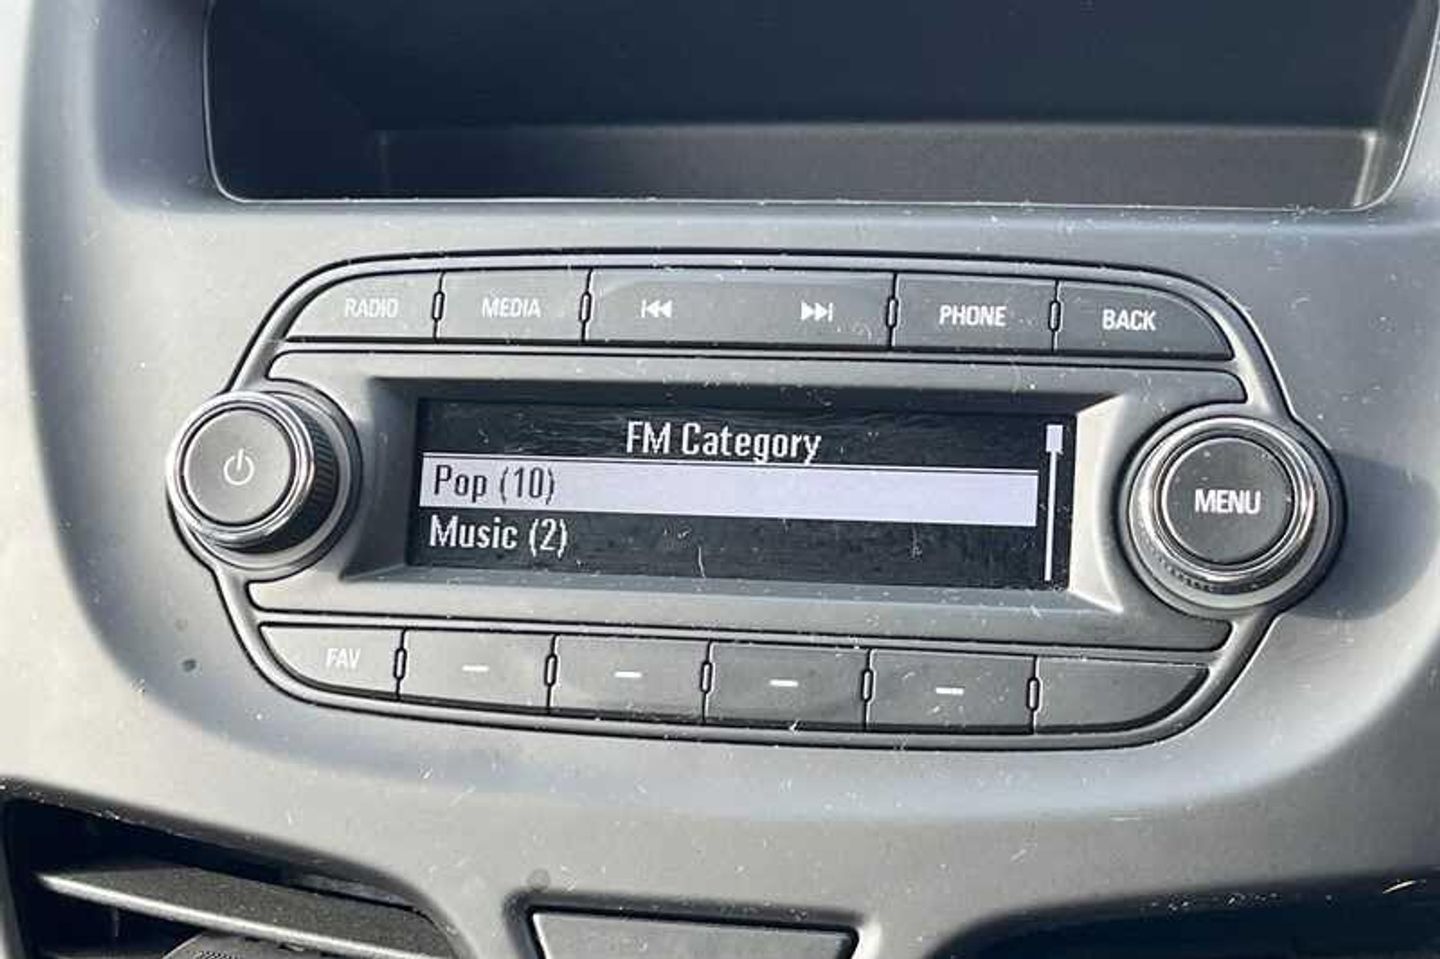 RADIO MEDIA PHONE BACK
FM Category
Pop (10)
Music (2)
MENU
FAV